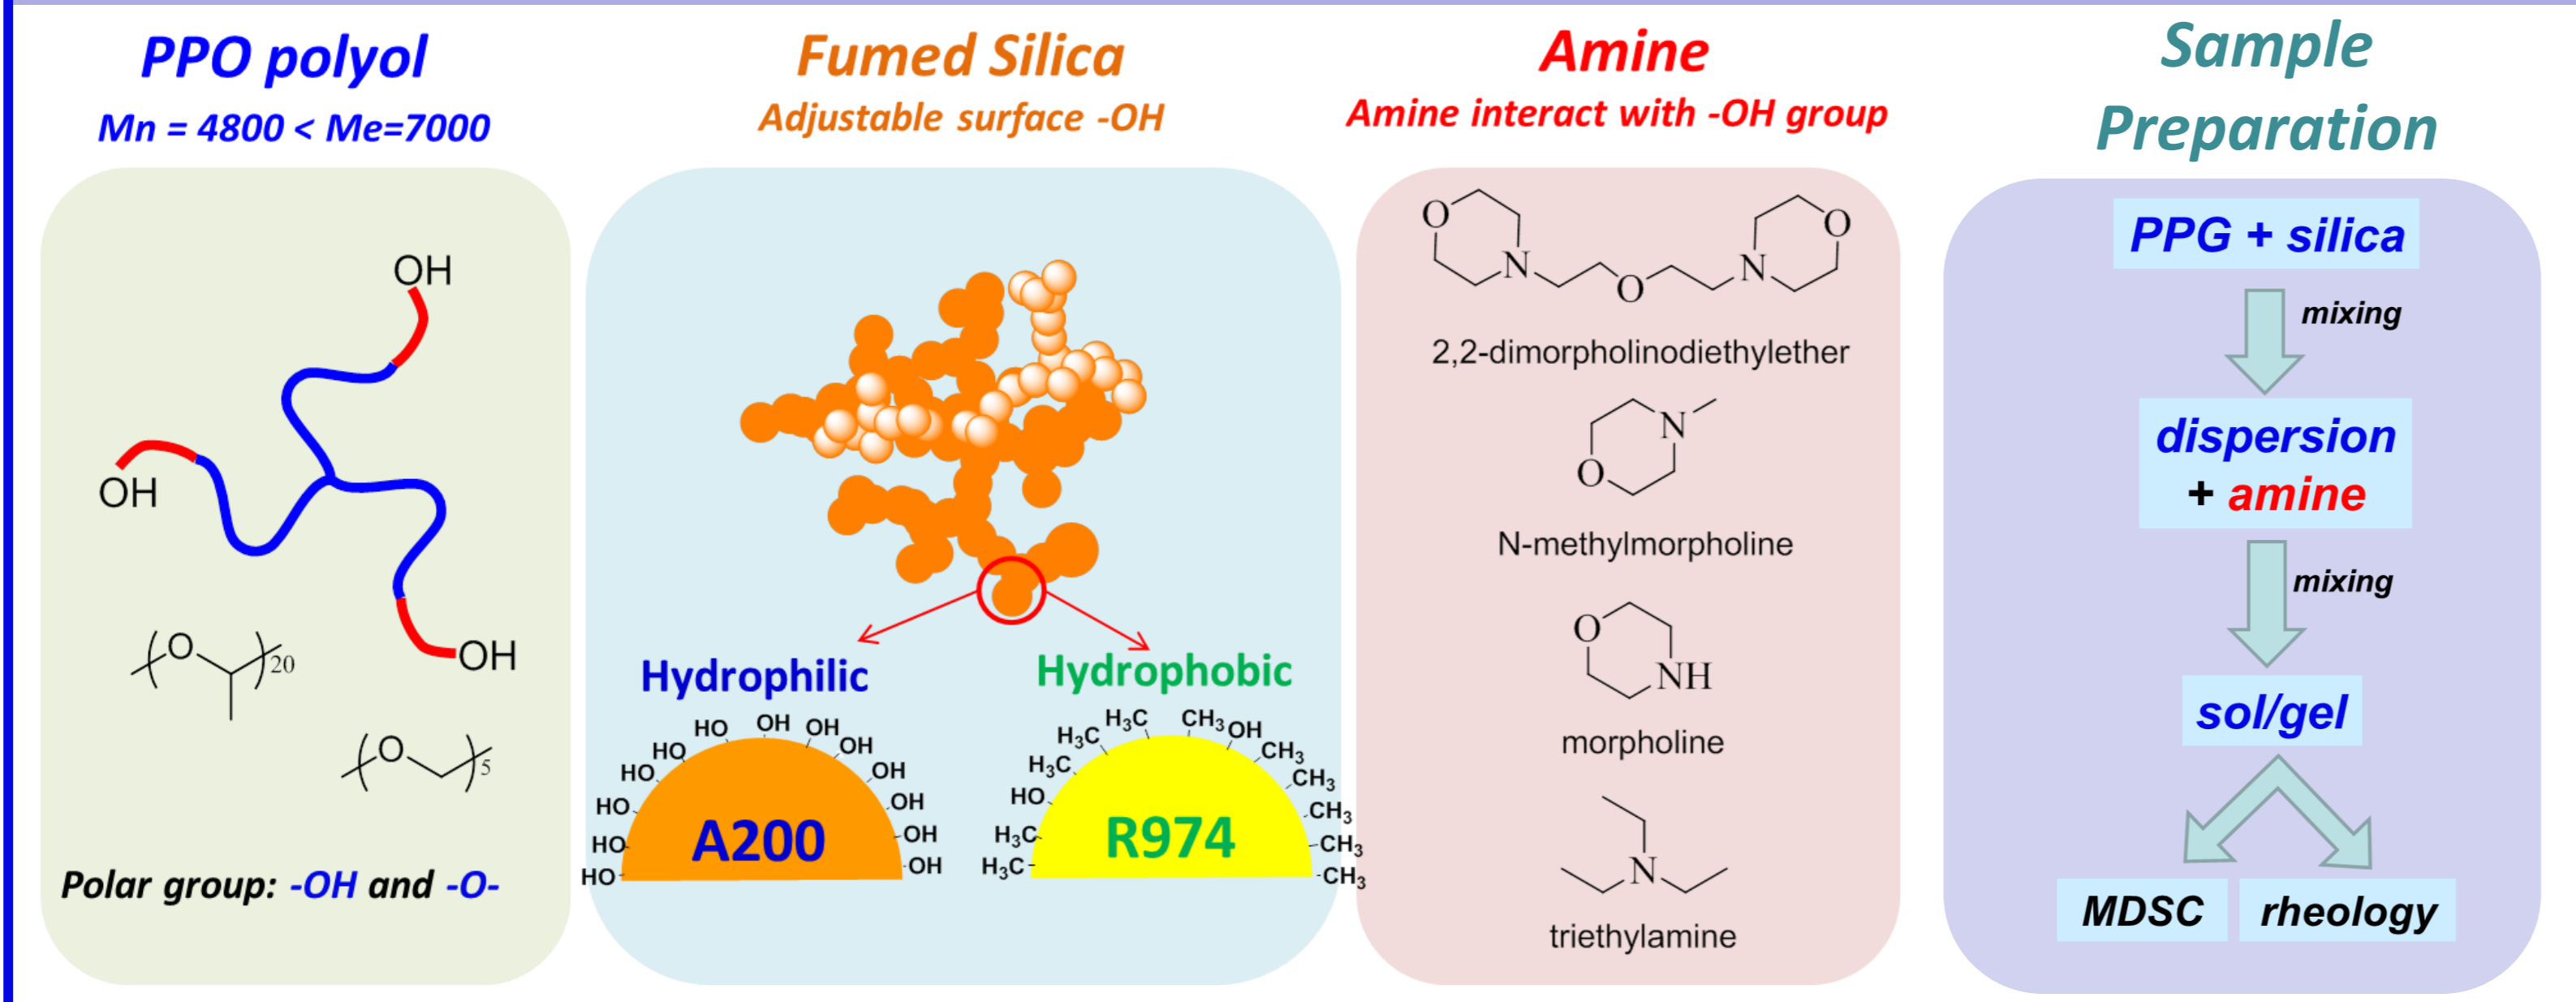 PPO polyol
Mn = 4800 < Me=7000
OH
OH
OH
O
20
O
5
Polar group: -OH and -O-
Fumed Silica
Adjustable surface -OH
Hydrophilic
HO
HO
HO
HO
HO
HO
OH
OH
OH
OH
OH
OH
OH
A200
Hydrophobic
H₃C
H₃C
HO
H₃C
H₃C
H₃C
CH₃
OH
CH₃
CH₃
CH₃
CH₃
CH₃
R974
Amine
Amine interact with -OH group
O
N
O
N
O
2,2-dimorpholinodiethylether
N
O
N-methylmorpholine
O
NH
morpholine
N
triethylamine
Sample
Preparation
PPG + silica
mixing
dispersion
+ amine
mixing
sol/gel
MDSC
rheology